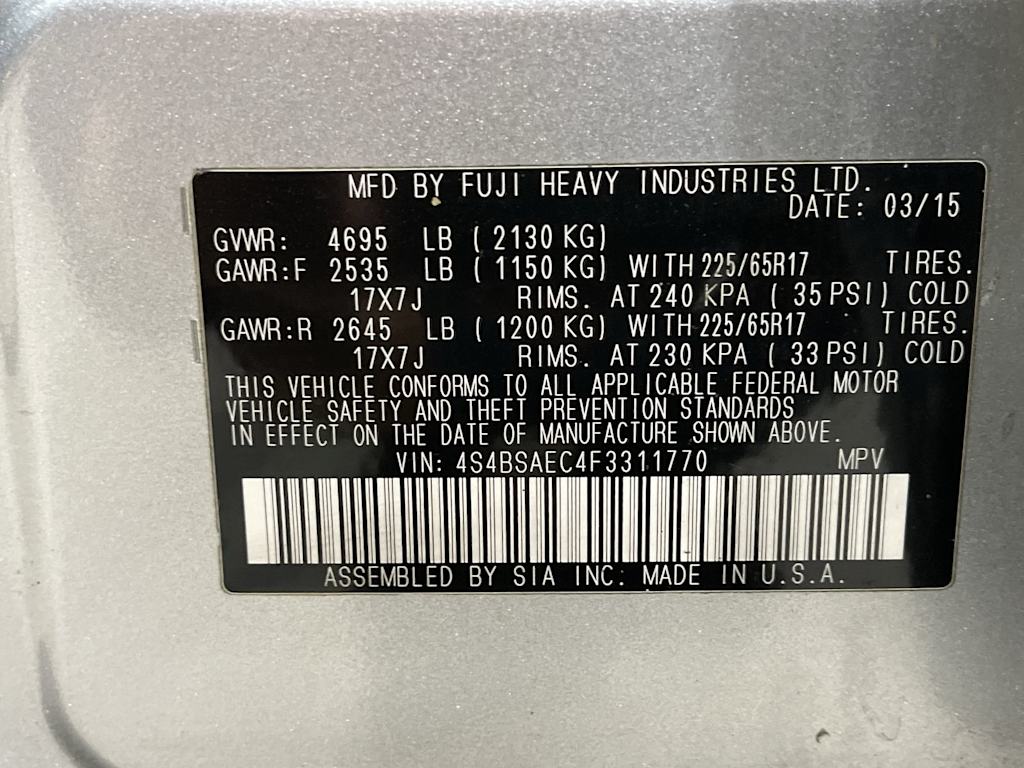 MFD BY FUJI HEAVY INDUSTRIES LTD.
DATE: 03/15
GVWR: 4695 LB ( 2130 KG)
GAWR:F 2535 LB ( 1150 KG) WITH 225/65R17 TIRES.
17X7J RIMS. AT 240 KPA ( 35 PSI) COLD
GAWR:R 2645 LB ( 1200 KG) WITH 225/65R17 TIRES.
17X7J RIMS. AT 230 KPA ( 33 PSI) COLD
THIS VEHICLE CONFORMS TO ALL APPLICABLE FEDERAL MOTOR
VEHICLE SAFETY AND THEFT PREVENTION STANDARDS
IN EFFECT ON THE DATE OF MANUFACTURE SHOWN ABOVE.
VIN: 4S4BSAEC4F3311770 MPV
ASSEMBLED BY SIA INC: MADE IN U.S.A.